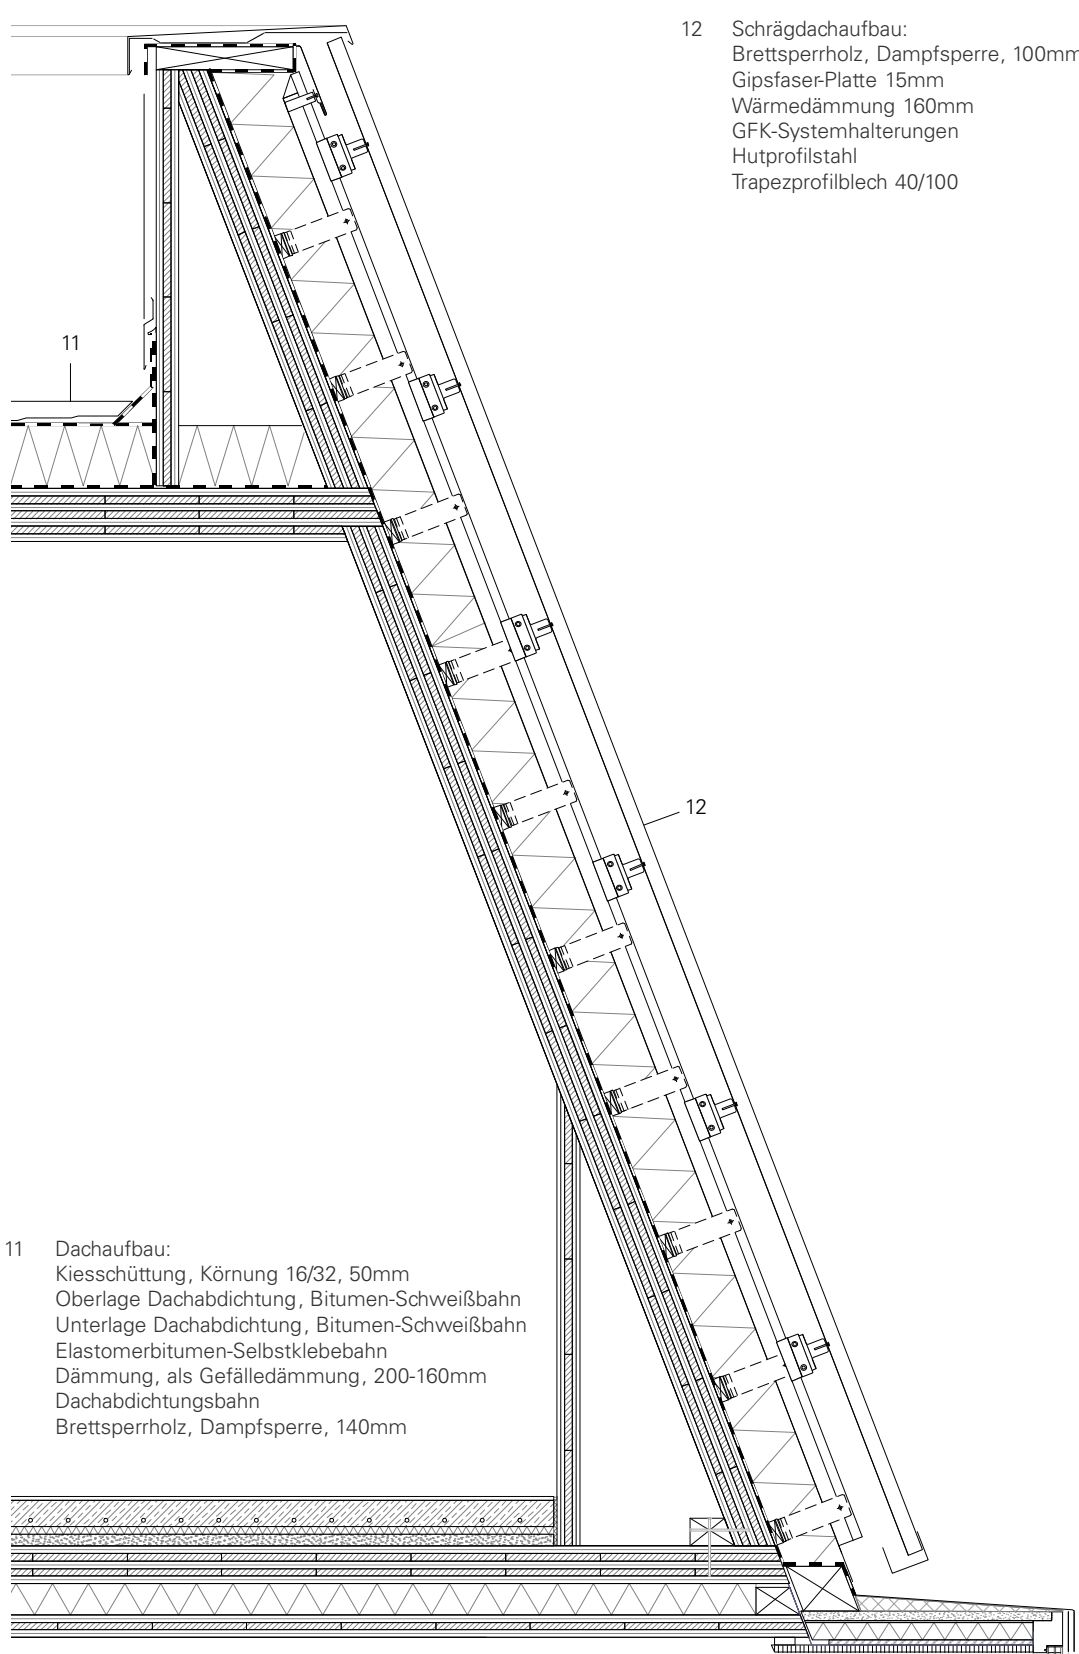 12 Schrägdachaufbau:
Brettsperrholz, Dampfsperre, 100mm
Gipsfaser-Platte 15mm
Wärmedämmung 160mm
GFK-Systemhalterungen
Hutprofilstahl
Trapezprofilblech 40/100
11
12
11 Dachaufbau:
Kiesschüttung, Körnung 16/32, 50mm
Oberlage Dachabdichtung, Bitumen-Schweißbahn
Unterlage Dachabdichtung, Bitumen-Schweißbahn
Elastomerbitumen-Selbstklebebahn
Dämmung, als Gefälledämmung, 200-160mm
Dachabdichtungsbahn
Brettsperrholz, Dampfsperre, 140mm